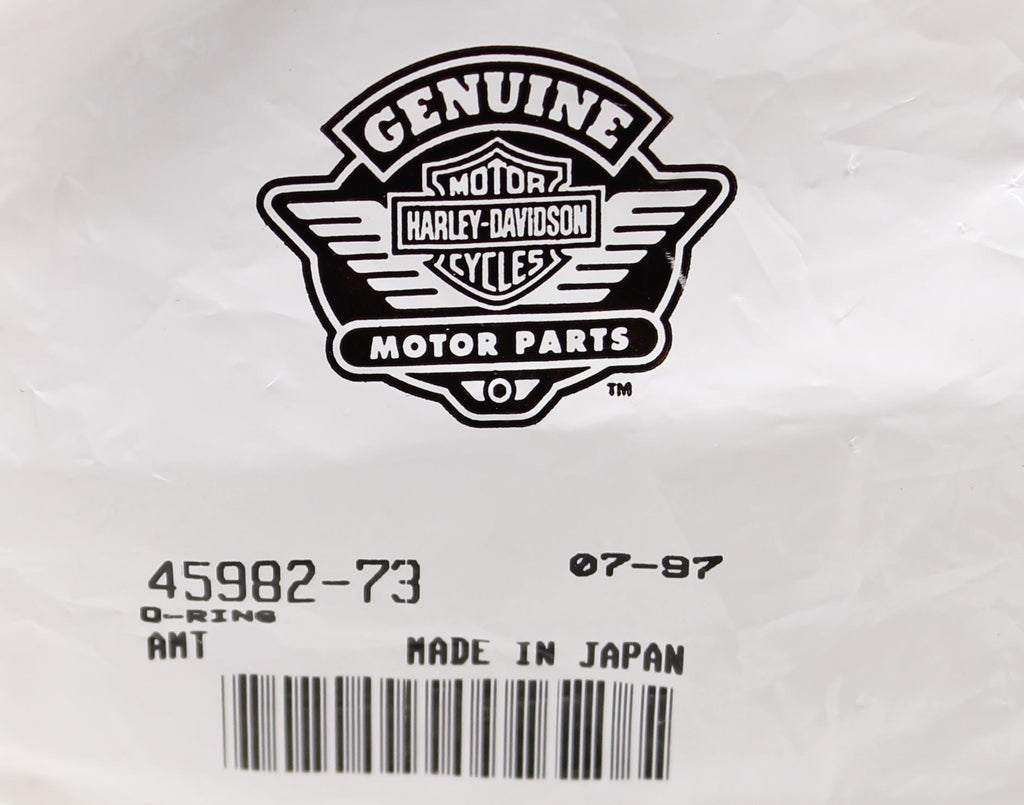 GENUINE
MOTOR
HARLEY-DAVIDSON
CYCLES
MOTOR PARTS
TM
45982-73 07-97
O-RING
AMT MADE IN JAPAN